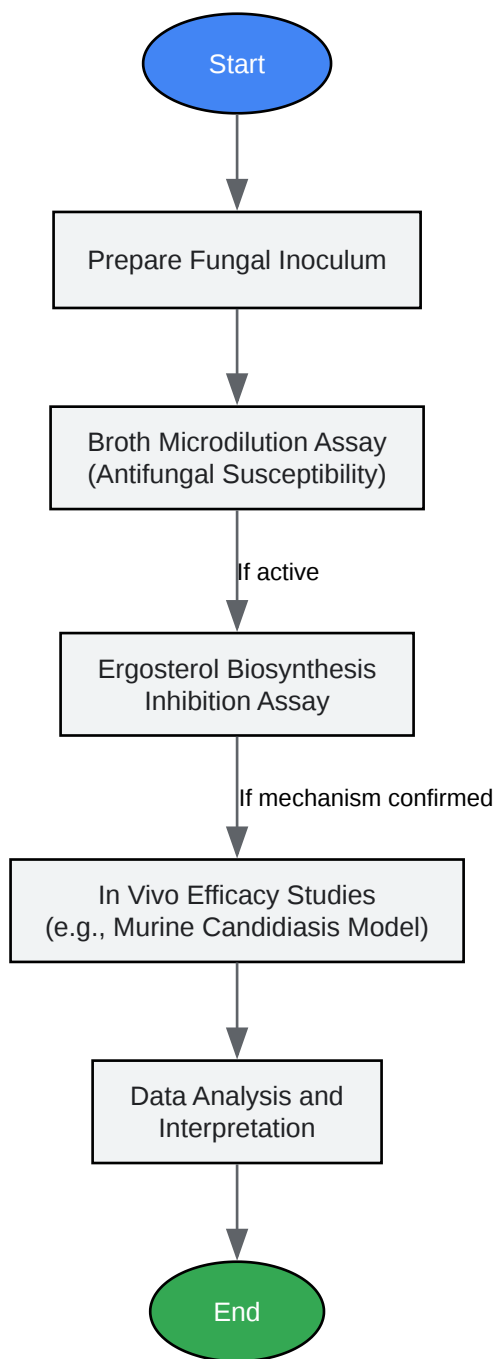 Start
Prepare Fungal Inoculum
Broth Microdilution Assay
(Antifungal Susceptibility)
If active
Ergosterol Biosynthesis
Inhibition Assay
If mechanism confirmed
In Vivo Efficacy Studies
(e.g., Murine Candidiasis Model)
Data Analysis and
Interpretation
End